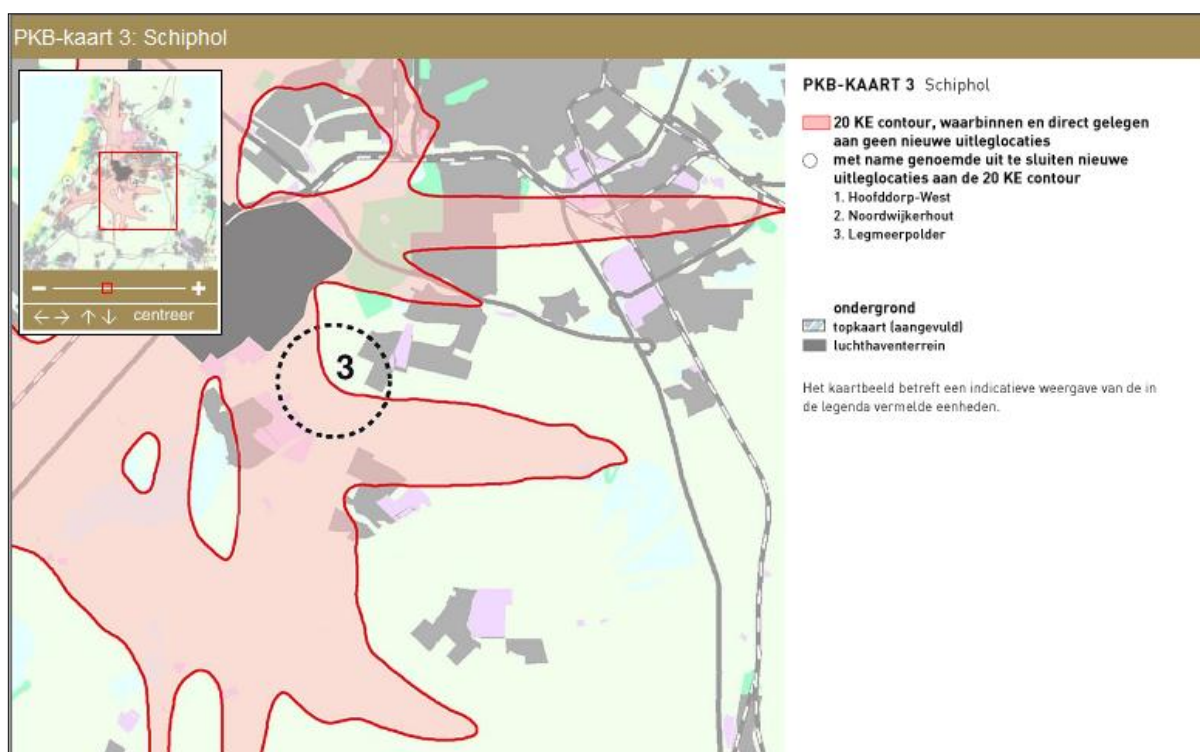 PKB-kaart 3: Schiphol
centreer
3
PKB-KAART 3 Schiphol
20 KE contour, waarbinnen en direct gelegen
aan geen nieuwe uitleglocaties
met name genoemde uit te sluiten nieuwe
uitleglocaties aan de 20 KE contour
1. Hoofddorp-West
2. Noordwijkerhout
3. Legmeerpolder
ondergrond
topkaart (aangevuld)
luchthaventerrein
Het kaartbeeld betreft een indicatieve weergave van de in
de legenda vermelde eenheden.